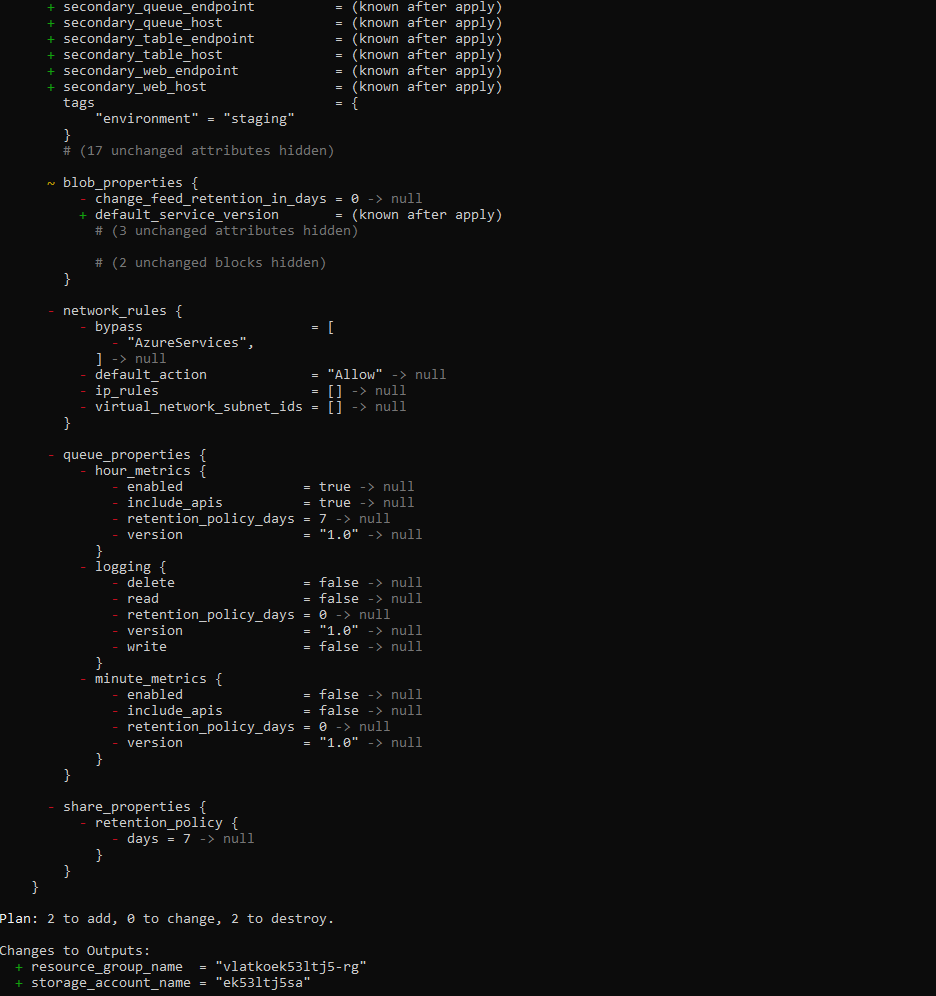 + secondary_queue_endpoint          = (known after apply)
      + secondary_queue_host              = (known after apply)
      + secondary_table_endpoint          = (known after apply)
      + secondary_table_host              = (known after apply)
      + secondary_web_endpoint            = (known after apply)
      + secondary_web_host                = (known after apply)
        tags                              = {
            "environment" = "staging"
        }
        # (17 unchanged attributes hidden)

      ~ blob_properties {
          - change_feed_retention_in_days = 0 -> null
          + default_service_version       = (known after apply)
            # (3 unchanged attributes hidden)

            # (2 unchanged blocks hidden)
        }

      - network_rules {
          - bypass                     = [
              - "AzureServices",
            ] -> null
          - default_action             = "Allow" -> null
          - ip_rules                   = [] -> null
          - virtual_network_subnet_ids = [] -> null
        }

      - queue_properties {
          - hour_metrics {
              - enabled               = true -> null
              - include_apis          = true -> null
              - retention_policy_days = 7 -> null
              - version               = "1.0" -> null
            }
          - logging {
              - delete                = false -> null
              - read                  = false -> null
              - retention_policy_days = 0 -> null
              - version               = "1.0" -> null
              - write                 = false -> null
            }
          - minute_metrics {
              - enabled               = false -> null
              - include_apis          = false -> null
              - retention_policy_days = 0 -> null
              - version               = "1.0" -> null
            }
        }

      - share_properties {
          - retention_policy {
              - days = 7 -> null
            }
        }
    }

Plan: 2 to add, 0 to change, 2 to destroy.

Changes to Outputs:
  + resource_group_name  = "vlatkoek53ltj5-rg"
  + storage_account_name = "ek53ltj5sa"